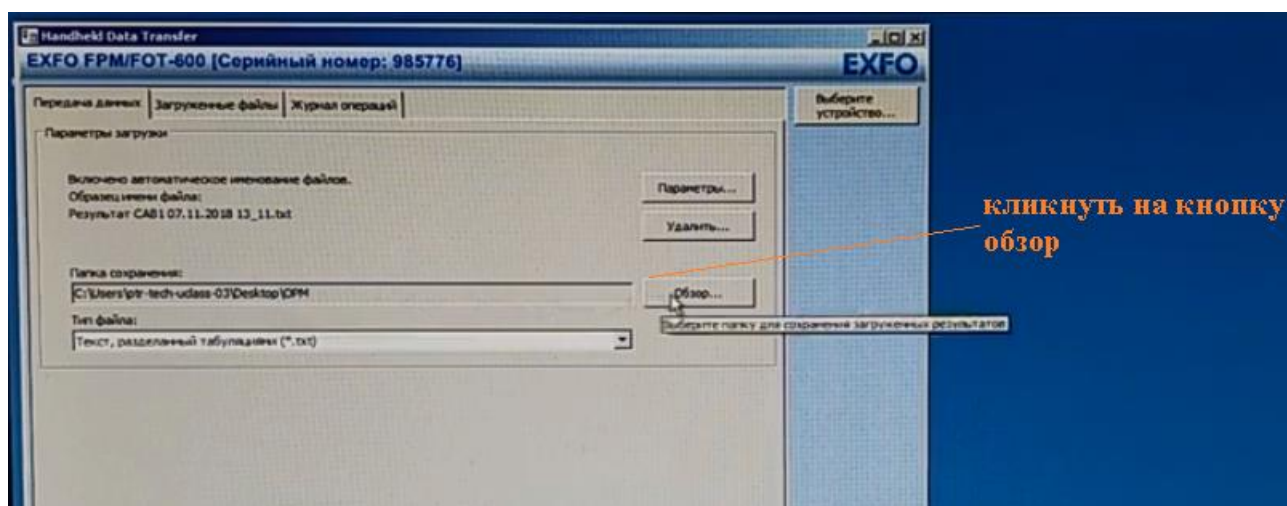 Handheld Data Transfer
EXFO FPM/FOT-600 [Серийный номер: 985776]
EXFO
Передача данных
Загруженные файлы
Журнал операций
Выберите
устройство...
Параметры загрузки
Включено автоматическое именование файлов.
Образец имени файла:
Результат CAB1 07.11.2018 13_11.txt
Параметры...
Удалить...
кликнуть на кнопку
обзор
Папка сохранения:
C:\Users\ptr-tech-udass-03\Desktop\OPM
Обзор...
Выберите папку для сохранения загруженных результатов
Тип файла:
Текст, разделенный табуляциями (*.txt)